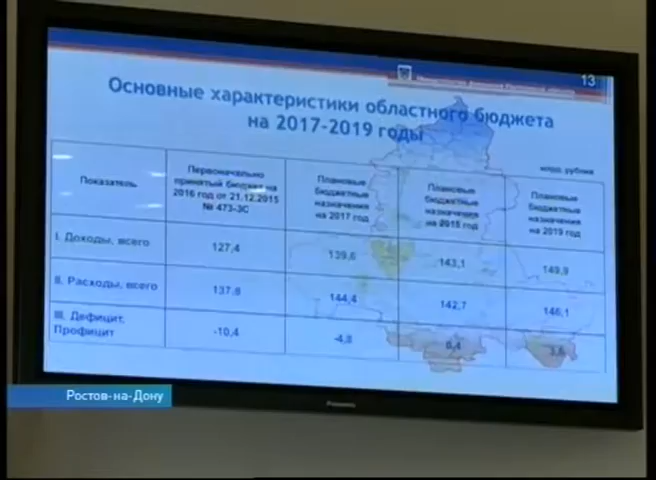 13
Основные характеристики областного бюджета
на 2017-2019 годы
млрд. рублей
Показатель
Первоначально
принятый бюджет на
2016 год от 21.12.2015
№ 473-ЗС
Плановые
бюджетные
назначения
на 2017 год
Плановые
бюджетные
назначения
на 2018 год
Плановые
бюджетные
назначения
на 2019 год
I. Доходы, всего
127,4
139,6
143,1
149,9
II. Расходы, всего
137,8
144,4
142,7
146,1
III. Дефицит,
Профицит
-10,4
-4,8
0,4
3,8
Panasonic
Ростов-на-Дону